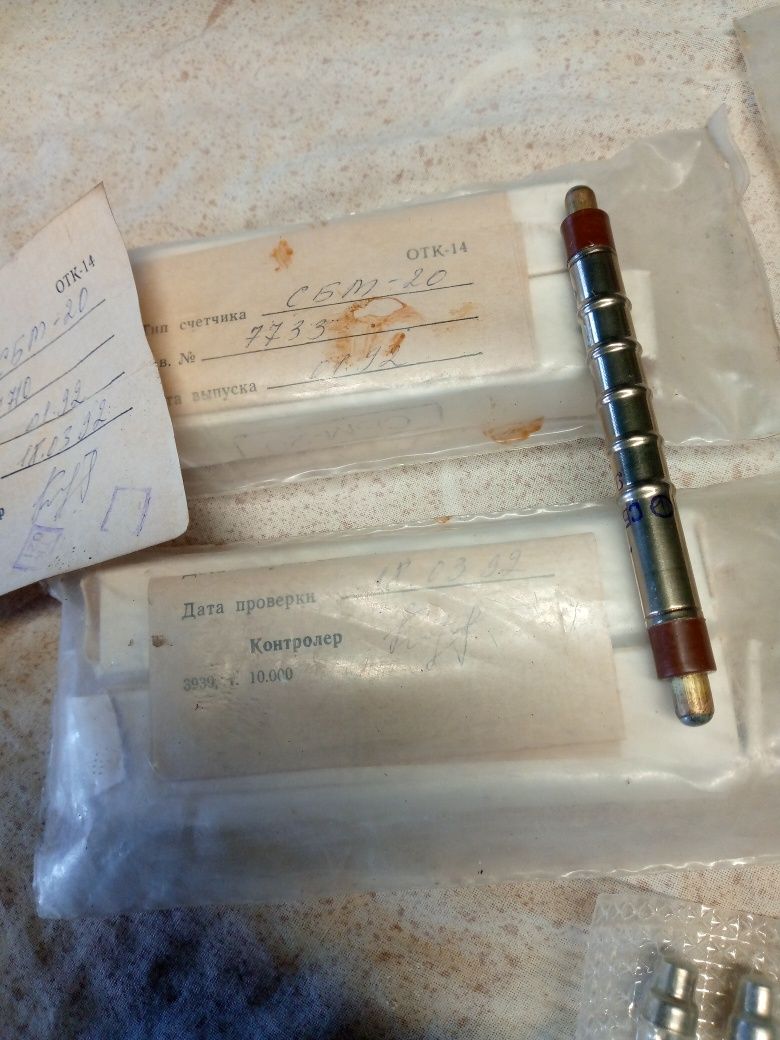 ОТК-14
СБМ-20
01.92
18.03.92
ОТК-14
Тип счетчика СБМ-20
в. № 7733
та выпуска 01.92
Дата проверки 18.03.92
Контролер
3939, т. 10.000